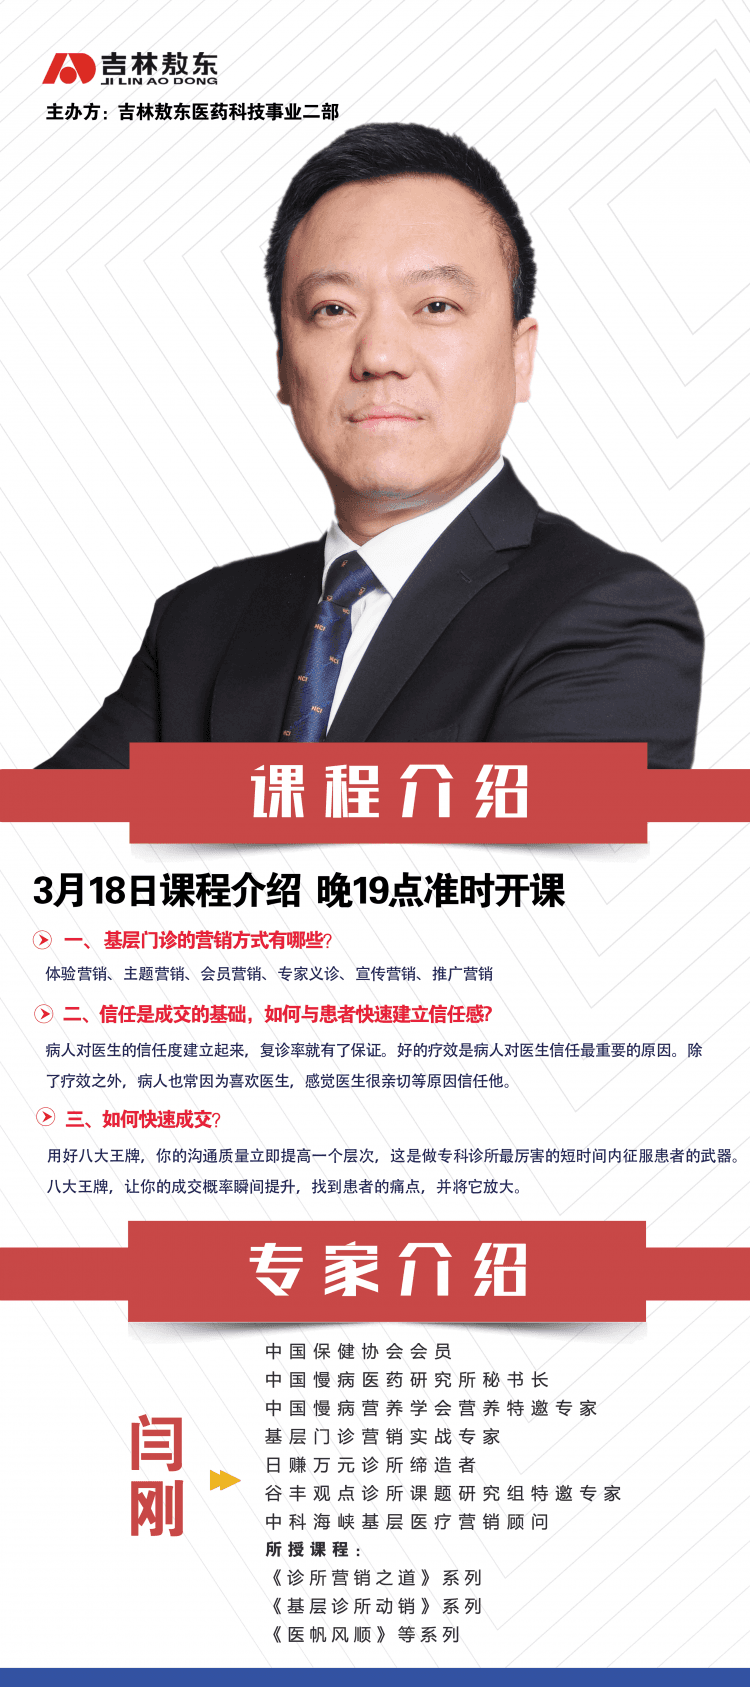 吉林敖东
JI LIN AO DONG
主办方：吉林敖东医药科技事业二部
HCI
HCI
HCI
HCI
HCI
课程介绍
3月18日课程介绍 晚19点准时开课
一、基层门诊的营销方式有哪些?
体验营销、主题营销、会员营销、专家义诊、宣传营销、推广营销
二、信任是成交的基础，如何与患者快速建立信任感?
病人对医生的信任度建立起来，复诊率就有了保证。好的疗效是病人对医生信任最重要的原因。除
了疗效之外，病人也常因为喜欢医生，感觉医生很亲切等原因信任他。
三、如何快速成交?
用好八大王牌，你的沟通质量立即提高一个层次，这是做专科诊所最厉害的短时间内征服患者的武器。
八大王牌，让你的成交概率瞬间提升，找到患者的痛点，并将它放大。
专家介绍
闫刚
中国保健协会会员
中国慢病医药研究所秘书长
中国慢病营养学会营养特邀专家
基层门诊营销实战专家
日赚万元诊所缔造者
谷丰观点诊所课题研究组特邀专家
中科海峡基层医疗营销顾问
所授课程：
《诊所营销之道》系列
《基层诊所动销》系列
《医帆风顺》等系列